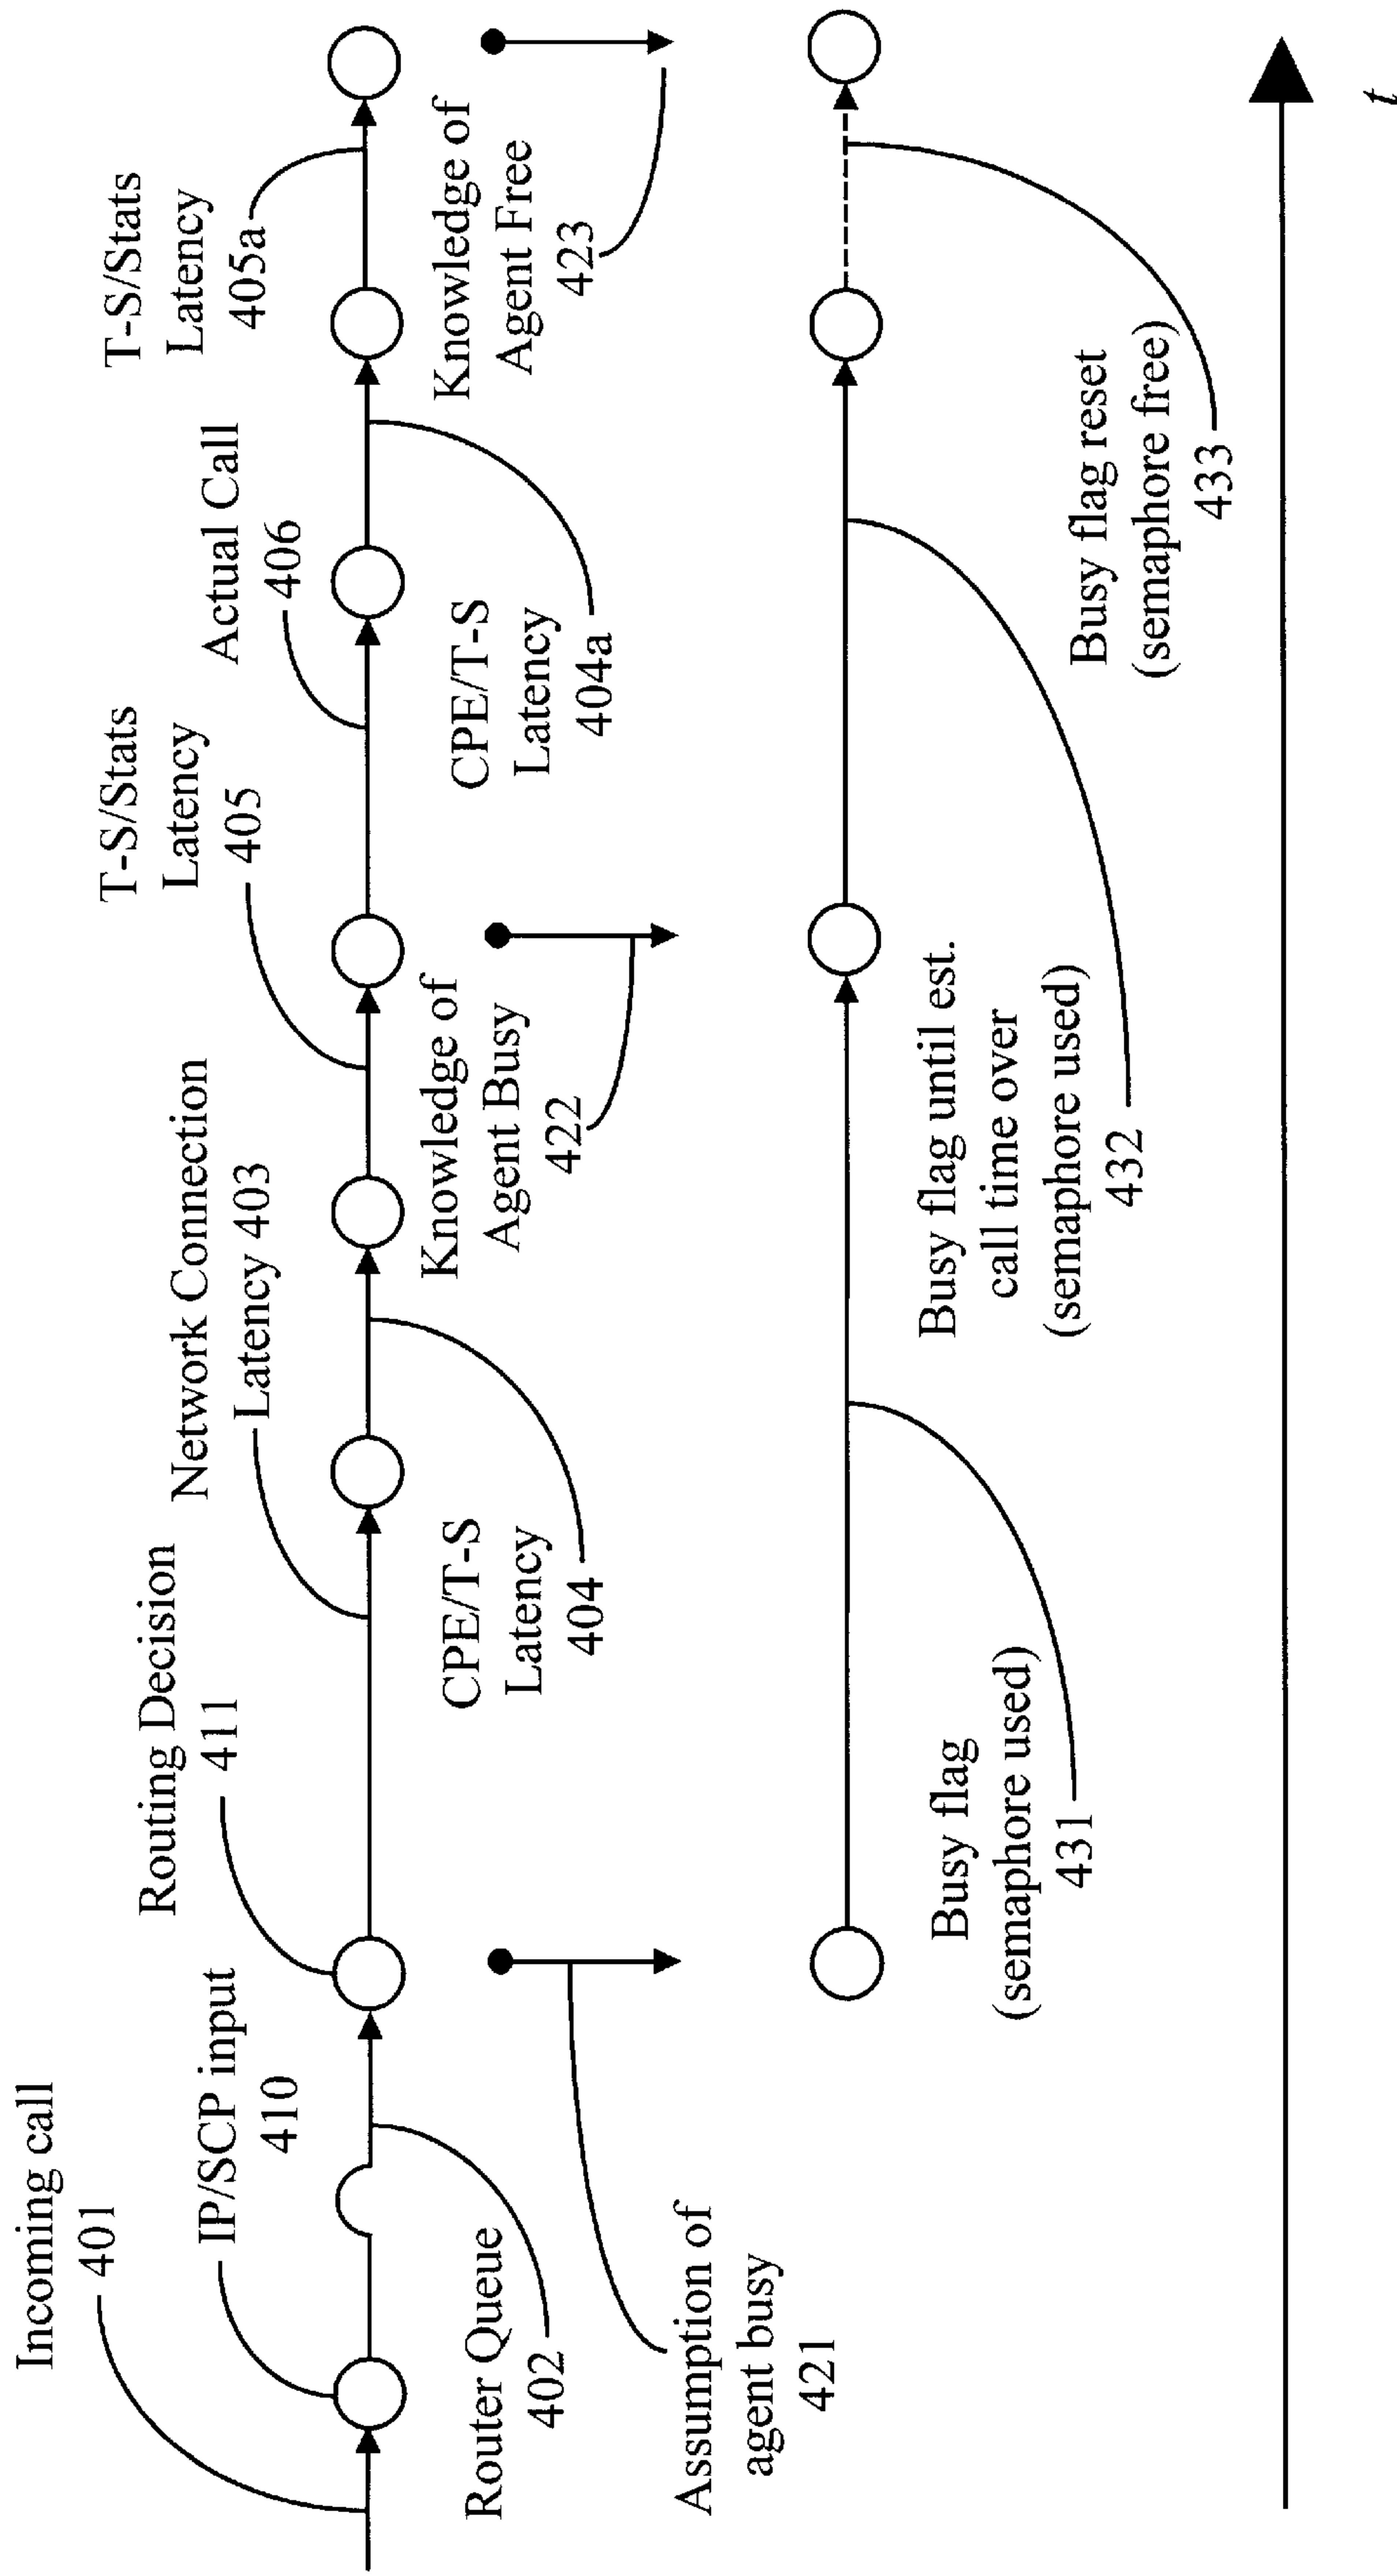 Incoming call
401
IP/SCP input
410
Routing Decision
411
Network Connection
Latency 403
T-S/Stats
Latency
405
Actual Call
406
T-S/Stats
Latency
405a
Router Queue
402
CPE/T-S
Latency
404
Knowledge of
Agent Busy
422
CPE/T-S
Latency
404a
Knowledge of
Agent Free
423
Assumption of
agent busy
421
Busy flag
(semaphore used)
431
Busy flag until est.
call time over
(semaphore used)
432
Busy flag reset
(semaphore free)
433
t